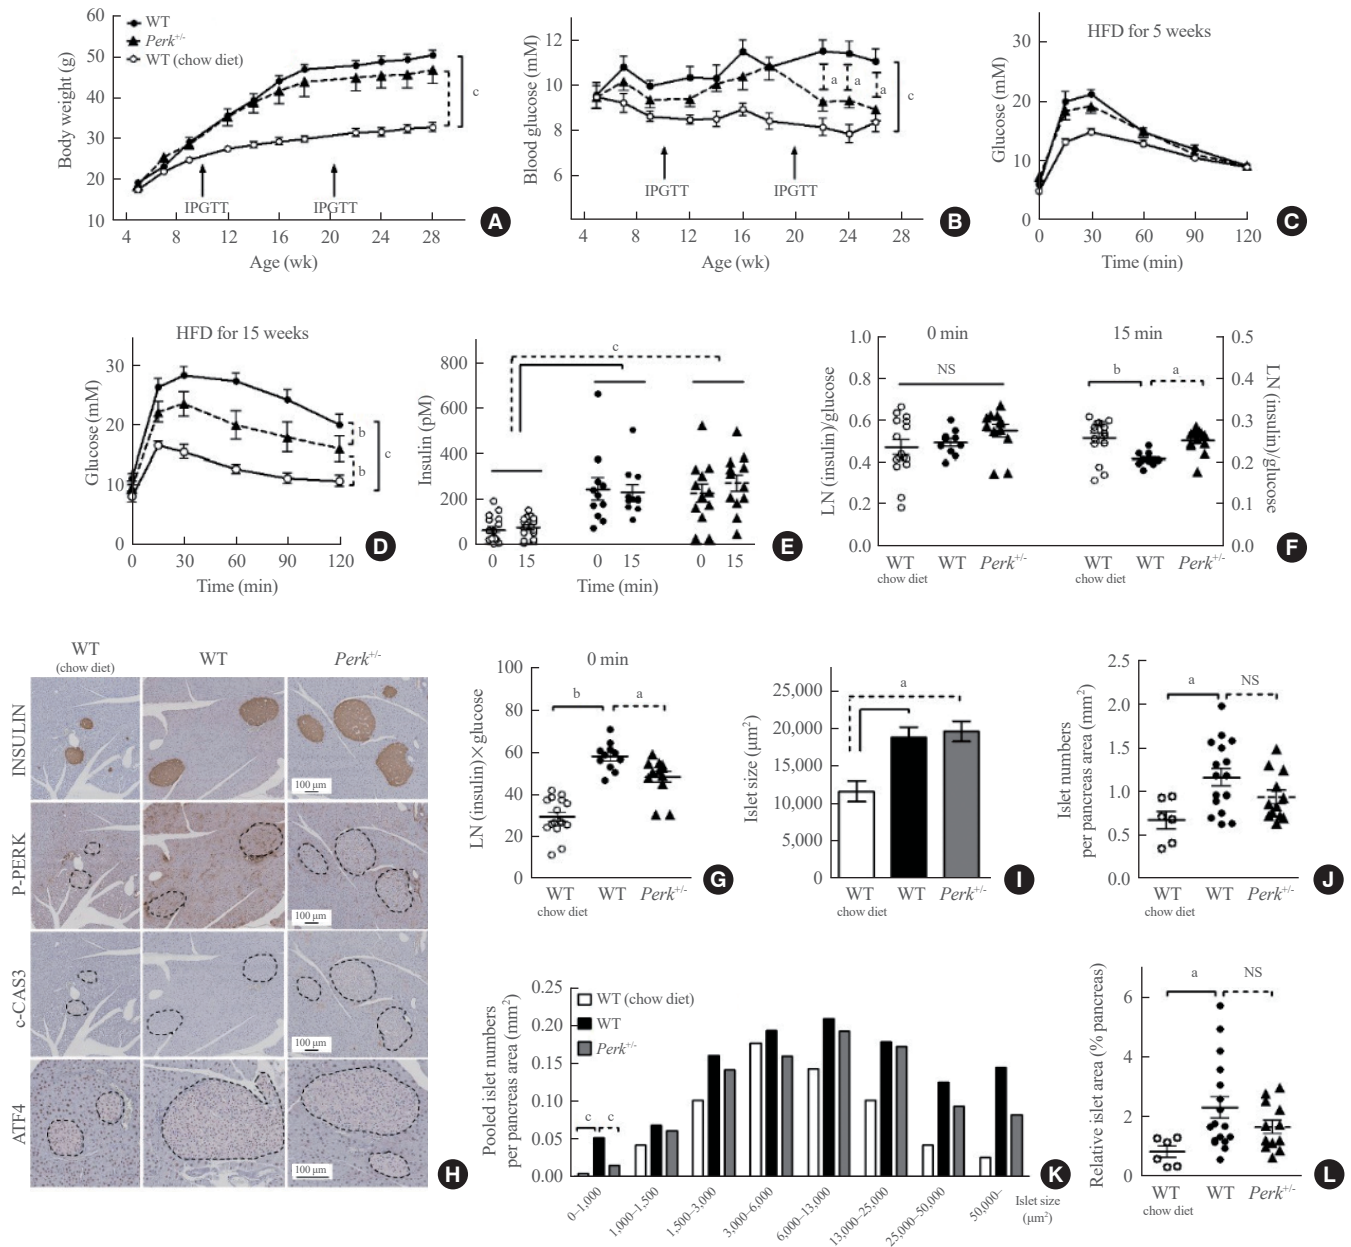 60
50
40
30
20
10
Body weight (g)
WT
Perk+/-
WT (chow diet)
c
IPGTT
IPGTT
4
8
12
16
20
24
28
Age (wk)
A
12
10
8
6
Blood glucose (mM)
a
a
a
c
IPGTT
IPGTT
4
8
12
16
20
24
28
Age (wk)
B
HFD for 5 weeks
30
20
10
0
Glucose (mM)
0
30
60
90
120
Time (min)
C
HFD for 15 weeks
30
20
10
0
Glucose (mM)
b
b
c
0
30
60
90
120
Time (min)
D
800
600
400
200
0
Insulin (pM)
c
0
15
0
15
0
15
Time (min)
E
0 min
15 min
1.0
0.8
0.6
0.4
0.2
0.0
LN (insulin)/glucose
NS
b
a
0.5
0.4
0.3
0.2
0.1
0.0
LN
(insulin)/glucose
WT
chow diet
WT
Perk+/-
WT
chow diet
WT
Perk+/-
F
WT
(chow diet)
WT
Perk+/-
INSULIN
100 μm
P-PERK
100 μm
c-CAS3
100 μm
ATF4
100 μm
H
0 min
100
80
60
40
20
0
LN (insulin)×glucose
b
a
WT
chow diet
WT
Perk+/-
G
25,000
20,000
15,000
10,000
5,000
0
Islet size (μm²)
a
WT
chow diet
WT
Perk+/-
I
2.5
2.0
1.5
1.0
0.5
0.0
Islet numbers
per pancreas area (mm²)
a
NS
WT
chow diet
WT
Perk+/-
J
0.25
0.20
0.15
0.10
0.05
0.00
Pooled islet numbers
per pancreas area (mm²)
WT (chow diet)
WT
Perk+/-
c
c
0–1,000
1,000–1,500
1,500–3,000
3,000–6,000
6,000–13,000
13,000–25,000
25,000–50,000
50,000–
Islet size
(μm²)
K
6
4
2
0
Relative islet area (% pancreas)
a
NS
WT
chow diet
WT
Perk+/-
L